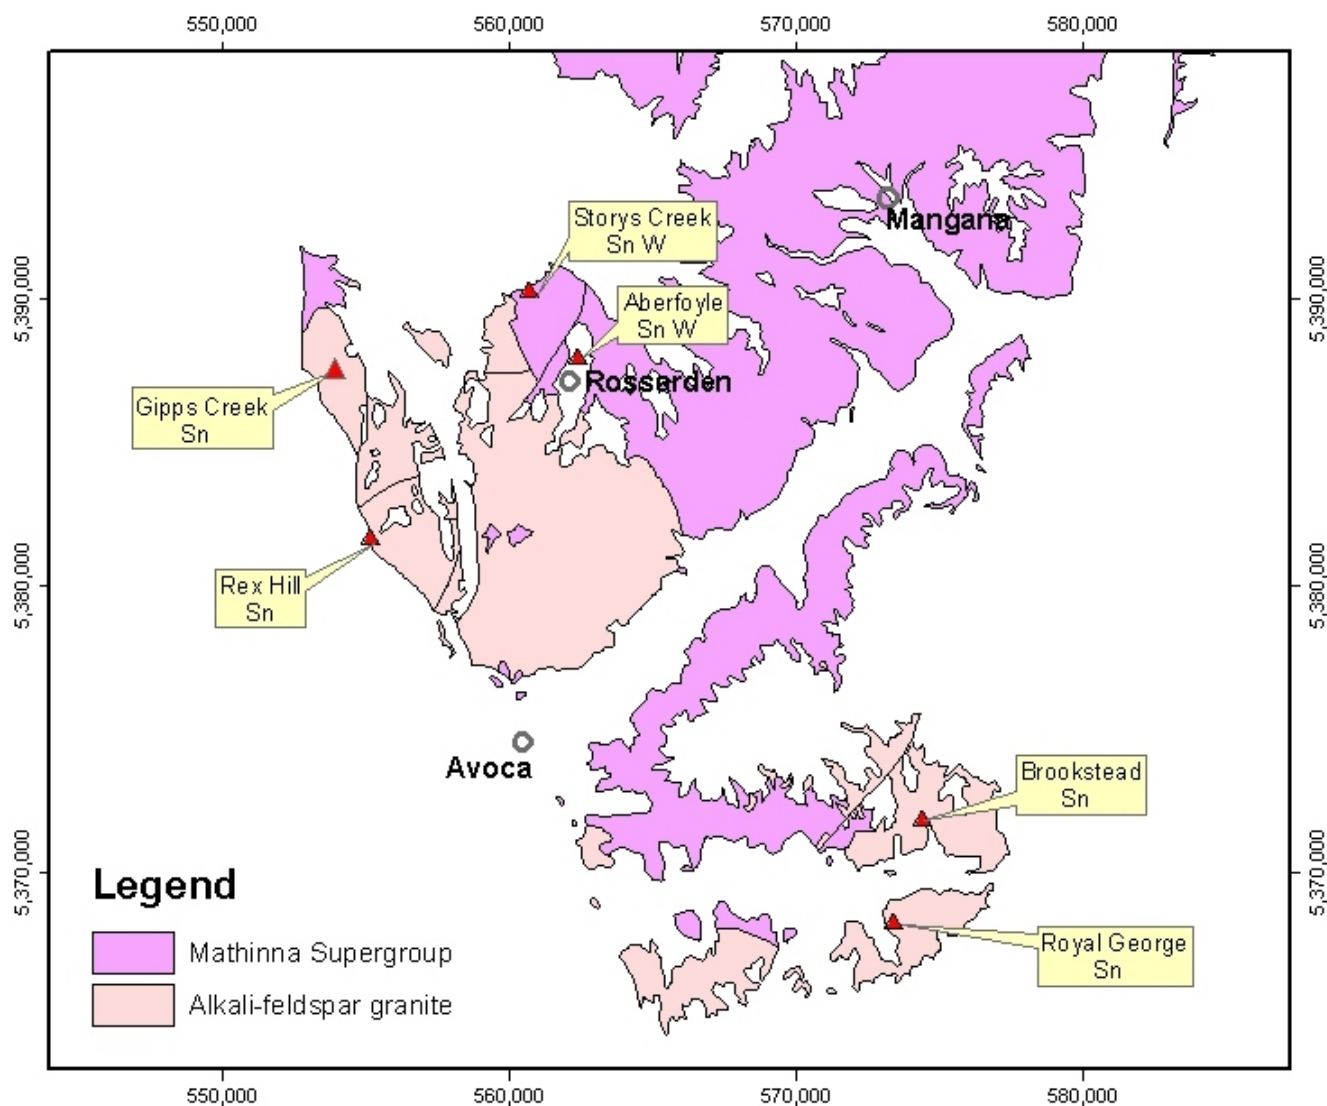 550,000
560,000
570,000
580,000
Mangana
Storys Creek
Sn W
5,390,000
5,390,000
Aberfoyle
Sn W
Rossarden
Gipps Creek
Sn
5,380,000
5,380,000
Rex Hill
Sn
Avoca
Brookstead
Sn
5,370,000
5,370,000
Legend
Royal George
Sn
Mathinna Supergroup
Alkali-feldspar granite
550,000
560,000
570,000
580,000